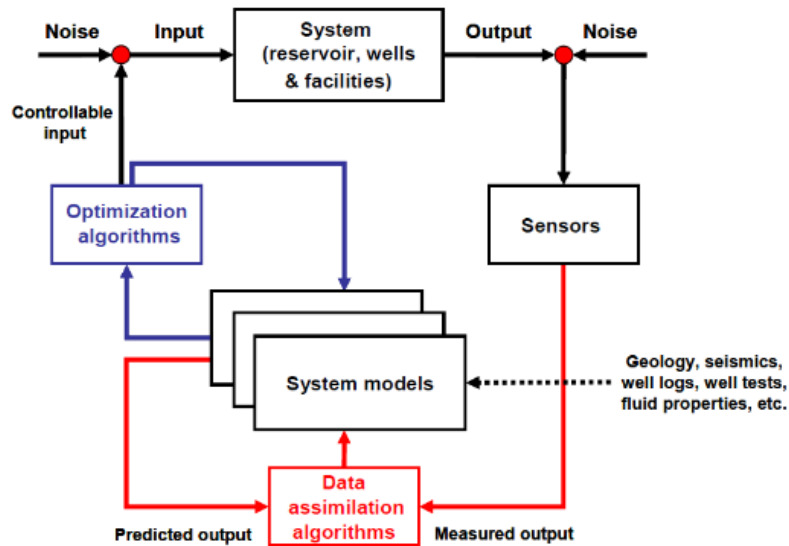 Noise
Input
System
(reservoir, wells
& facilities)
Output
Noise
Controllable
input
Optimization
algorithms
Sensors
System models
Geology, seismics,
well logs, well tests,
fluid properties, etc.
Data
assimilation
algorithms
Predicted output
Measured output